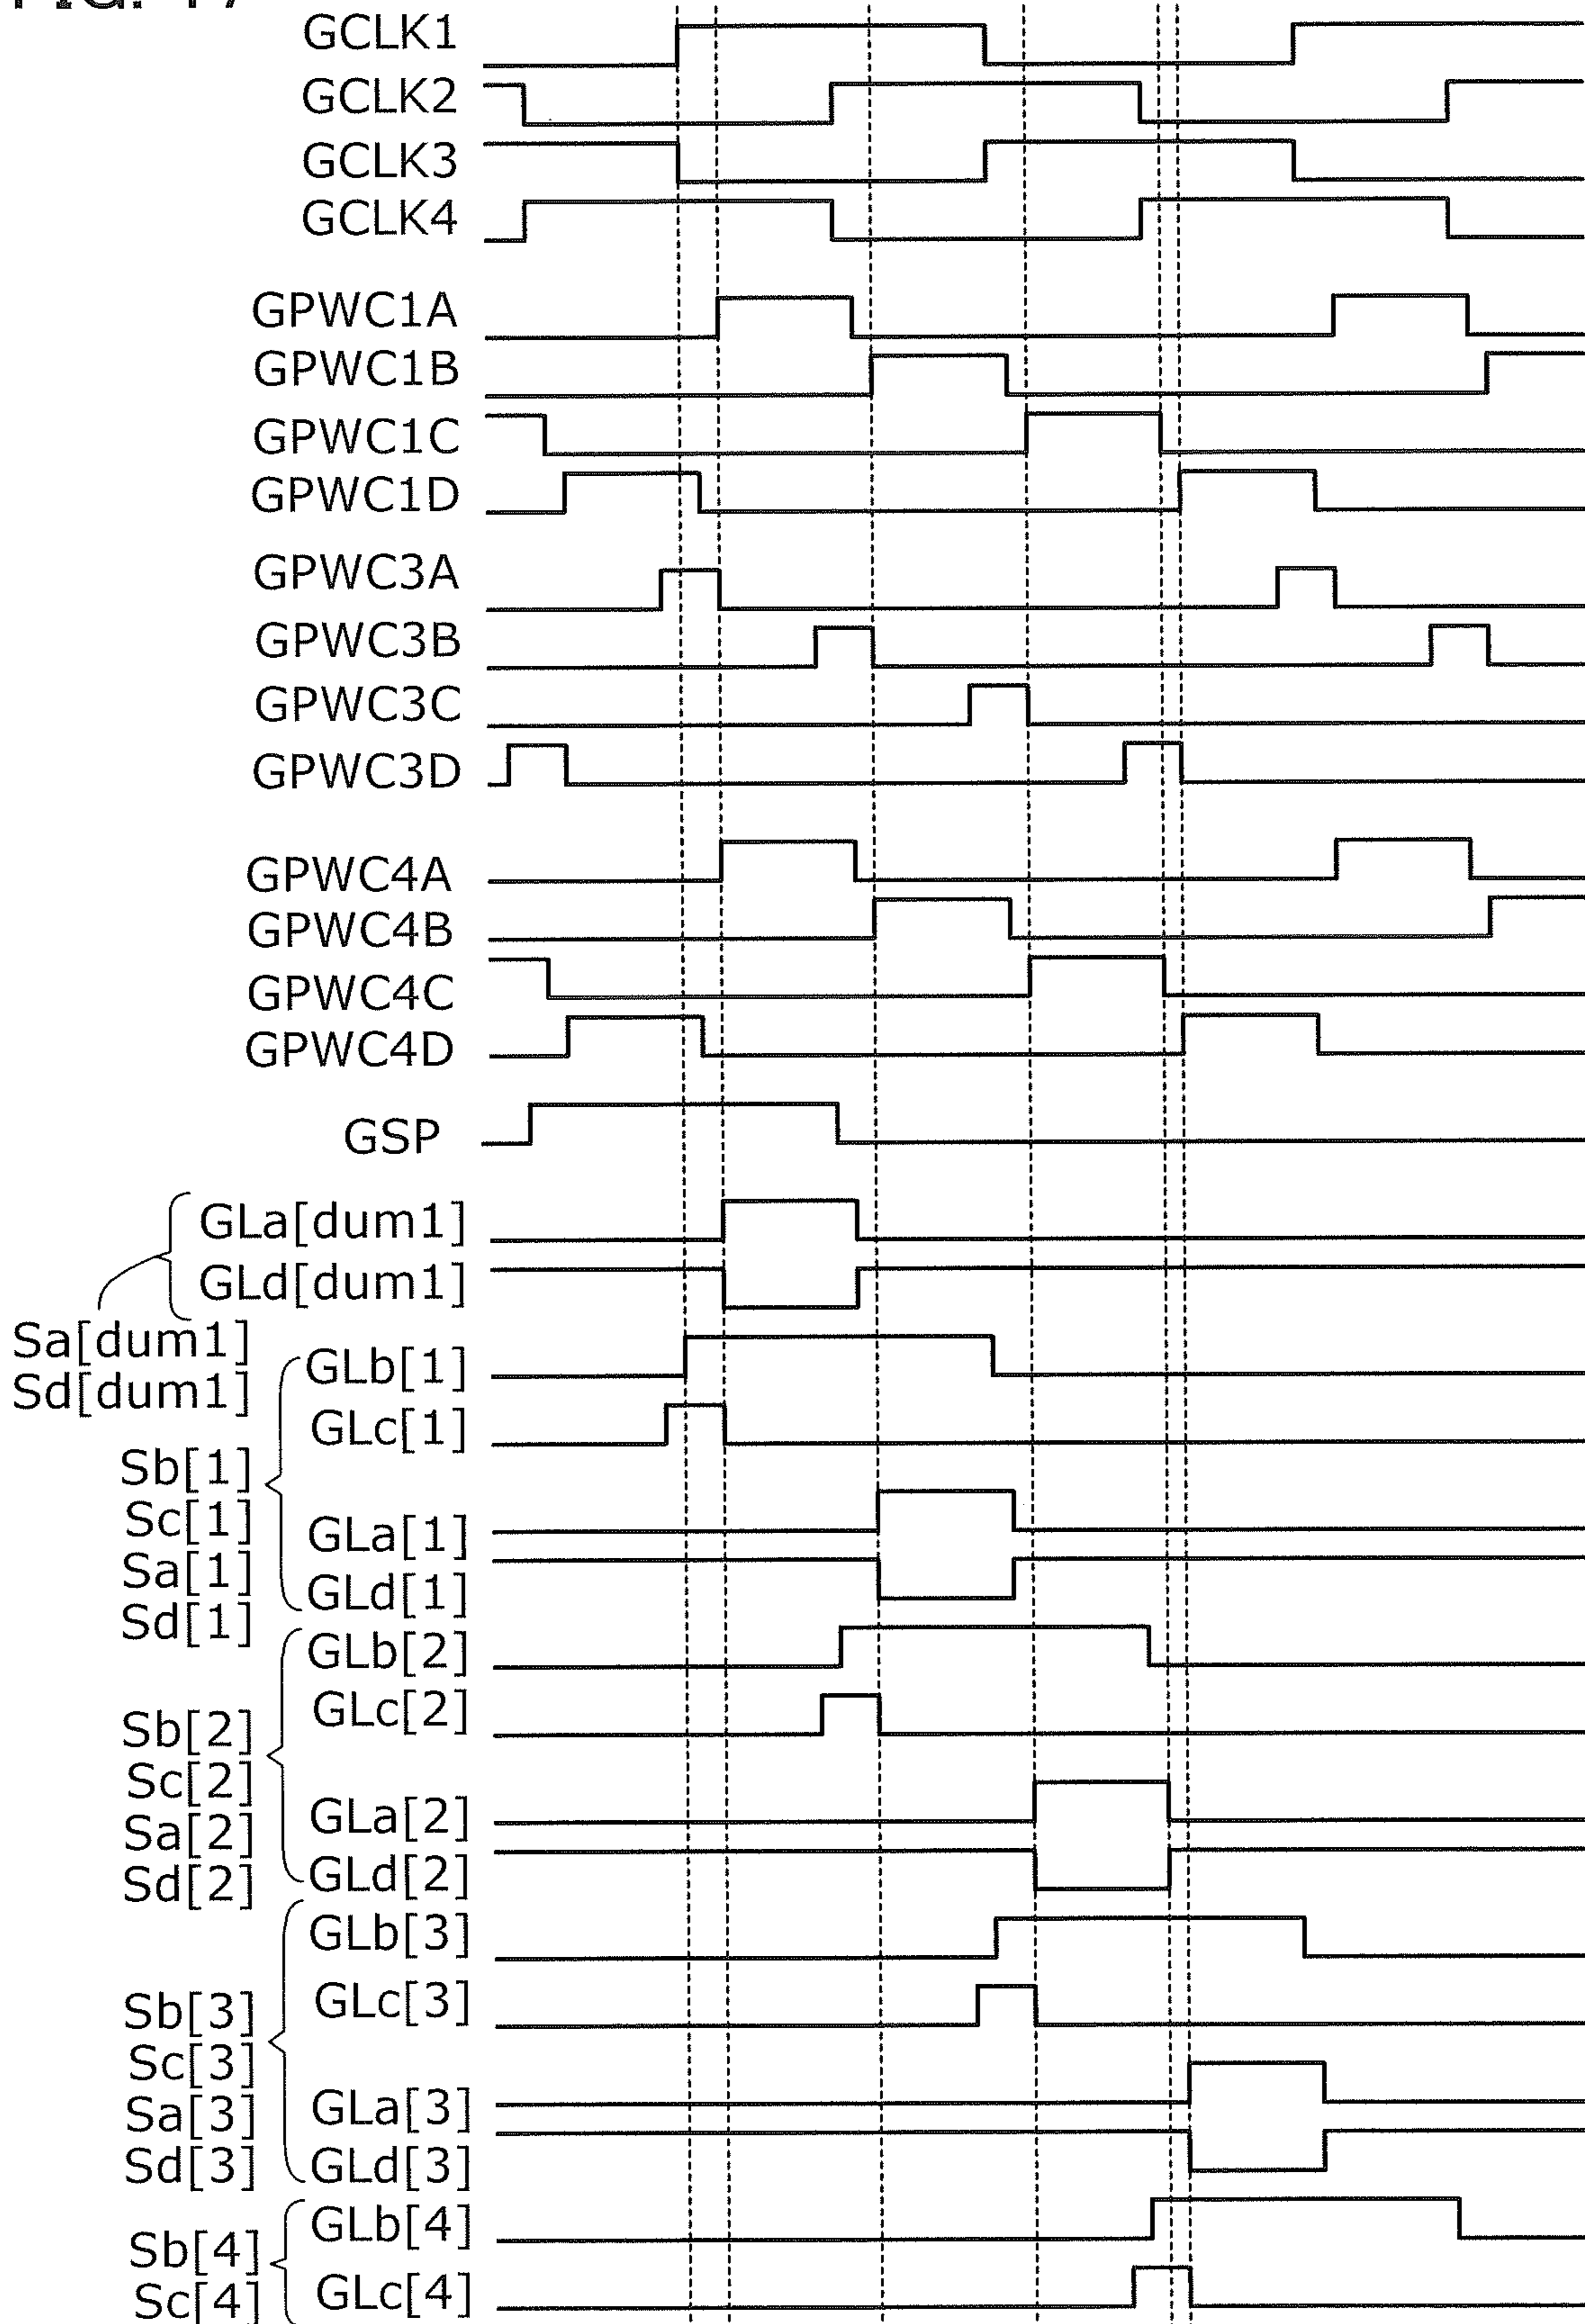 GCLK1
GCLK2
GCLK3
GCLK4
GPWC1A
GPWC1B
GPWC1C
GPWC1D
GPWC3A
GPWC3B
GPWC3C
GPWC3D
GPWC4A
GPWC4B
GPWC4C
GPWC4D
GSP
GLa[dum1]
GLd[dum1]
Sa[dum1]
Sd[dum1]
GLb[1]
GLc[1]
Sb[1]
Sc[1]
GLa[1]
Sa[1]
GLd[1]
Sd[1]
GLb[2]
GLc[2]
Sb[2]
Sc[2]
GLa[2]
Sa[2]
GLd[2]
Sd[2]
GLb[3]
GLc[3]
Sb[3]
Sc[3]
GLa[3]
Sa[3]
GLd[3]
Sd[3]
GLb[4]
Sb[4]
GLc[4]
Sc[4]